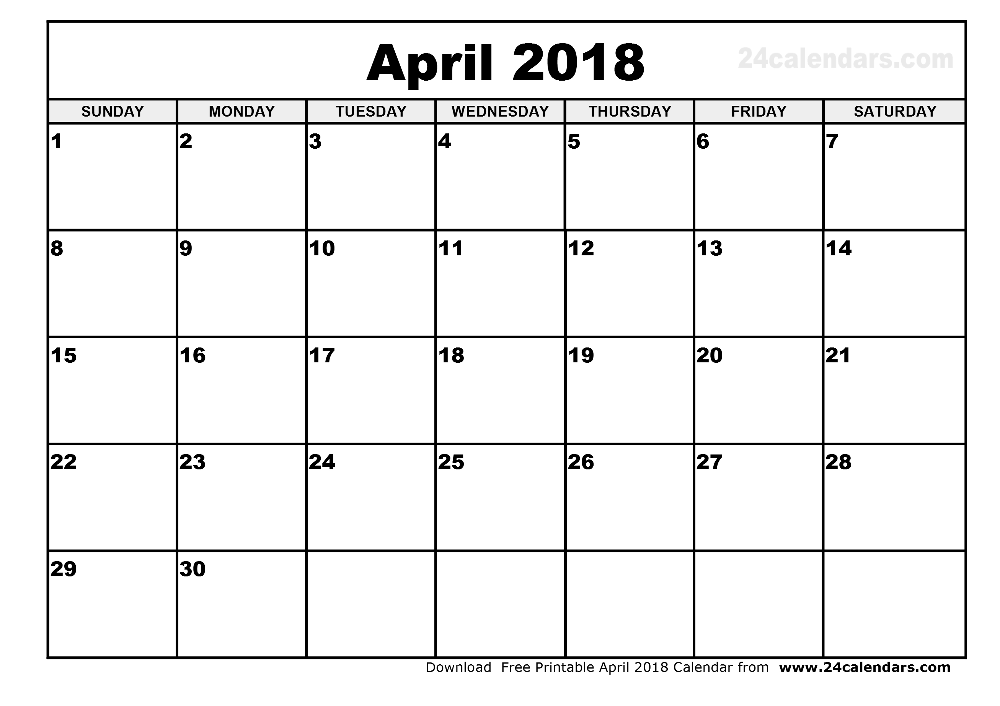 April 2018 24calendars.com
SUNDAY MONDAY TUESDAY WEDNESDAY THURSDAY FRIDAY SATURDAY
1 2 3 4 5 6 7
8 9 10 11 12 13 14
15 16 17 18 19 20 21
22 23 24 25 26 27 28
29 30
Download Free Printable April 2018 Calendar from www.24calendars.com